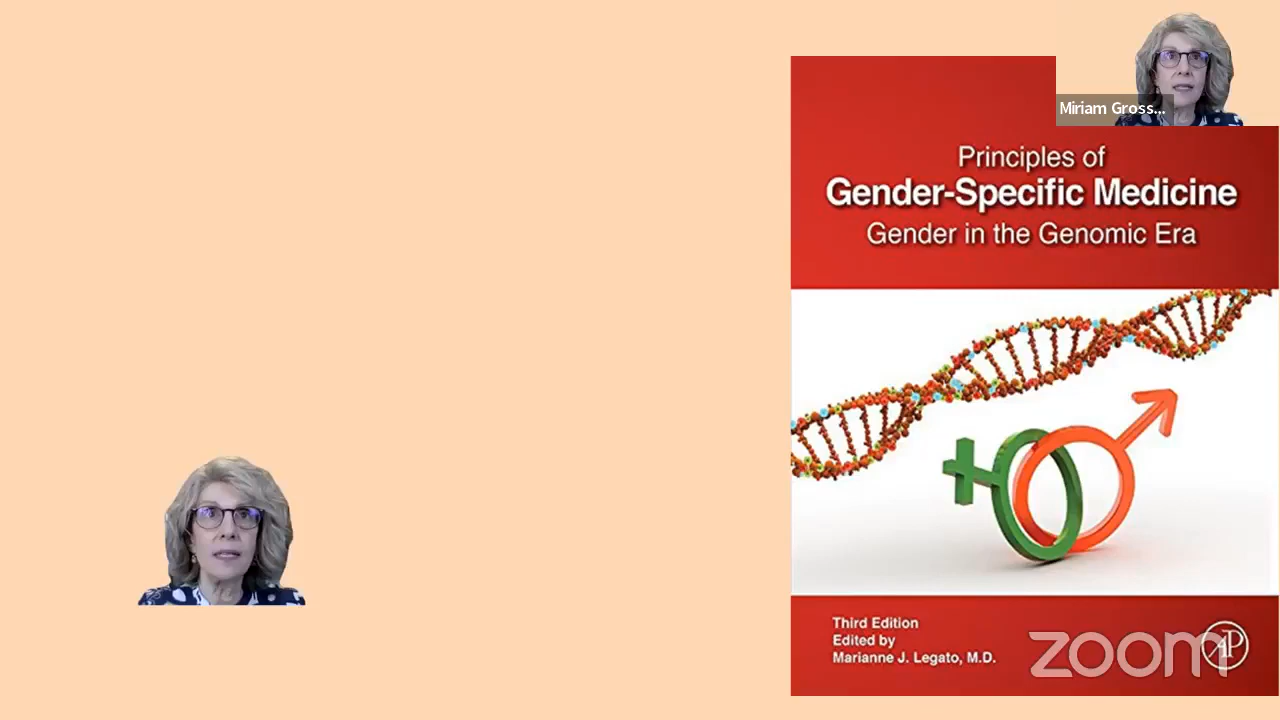 Miriam Gross...
Principles of
Gender-Specific Medicine
Gender in the Genomic Era
Third Edition
Edited by
Marianne J. Legato, M.D.
zoom
AP